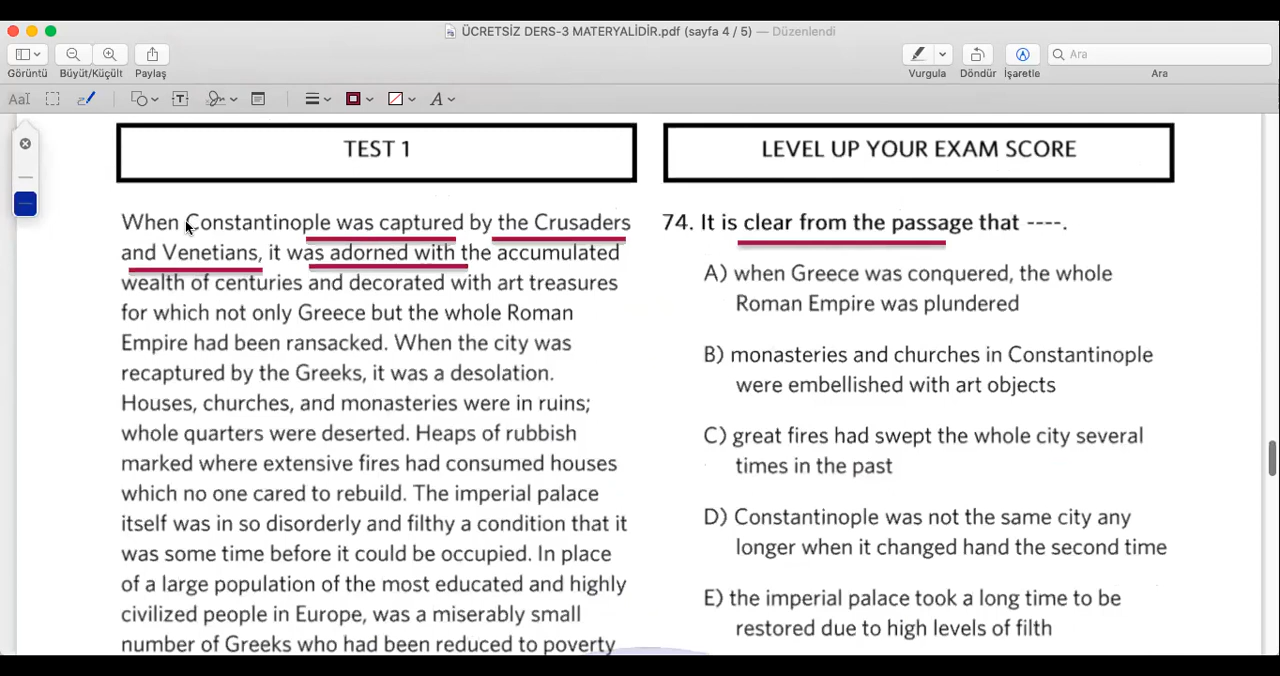 ÜCRETSİZ DERS-3 MATERYALİDİR.pdf (sayfa 4 / 5) — Düzenlendi
Ara
Görüntü
Büyüt/Küçült
Paylaş
Vurgula
Döndür
İşaretle
Ara
TEST 1
When Constantinople was captured by the Crusaders
and Venetians, it was adorned with the accumulated
wealth of centuries and decorated with art treasures
for which not only Greece but the whole Roman
Empire had been ransacked. When the city was
recaptured by the Greeks, it was a desolation.
Houses, churches, and monasteries were in ruins;
whole quarters were deserted. Heaps of rubbish
marked where extensive fires had consumed houses
which no one cared to rebuild. The imperial palace
itself was in so disorderly and filthy a condition that it
was some time before it could be occupied. In place
of a large population of the most educated and highly
civilized people in Europe, was a miserably small
number of Greeks who had been reduced to poverty
LEVEL UP YOUR EXAM SCORE
74. It is clear from the passage that ----.
A) when Greece was conquered, the whole
Roman Empire was plundered
B) monasteries and churches in Constantinople
were embellished with art objects
C) great fires had swept the whole city several
times in the past
D) Constantinople was not the same city any
longer when it changed hand the second time
E) the imperial palace took a long time to be
restored due to high levels of filth